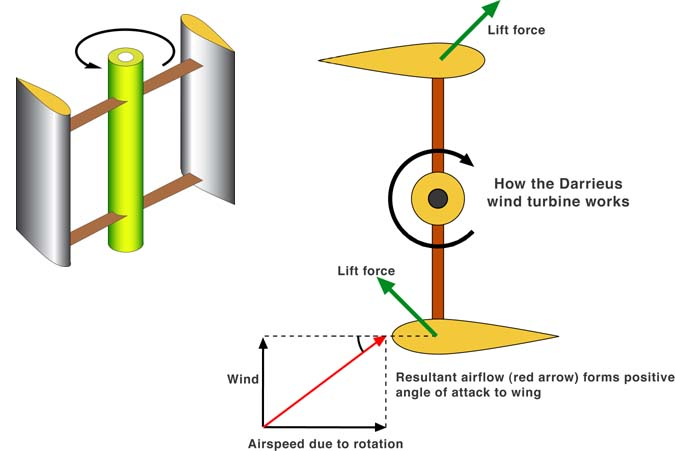 Lift force
How the Darrieus
wind turbine works
Lift force
Wind
Resultant airflow (red arrow) forms positive
angle of attack to wing
Airspeed due to rotation